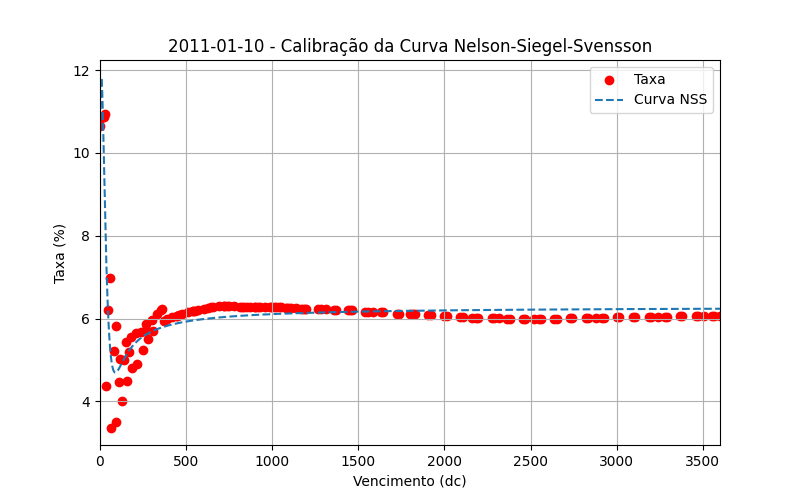 2011-01-10 - Calibração da Curva Nelson-Siegel-Svensson
Taxa
Curva NSS
Taxa (%)
12
10
8
6
4
0 500 1000 1500 2000 2500 3000 3500
Vencimento (dc)